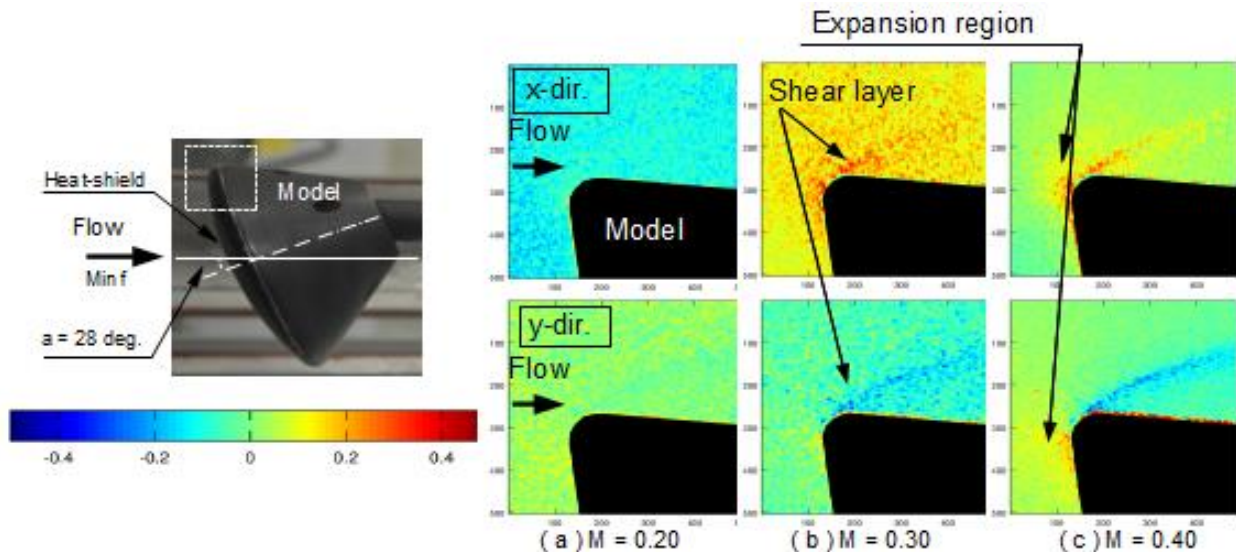 Expansion region
x-dir.
Flow
Shear layer
Heat-shield
Model
Flow
Minf
a = 28 deg.
Model
y-dir.
Flow
-0.4 -0.2 0 0.2 0.4
(a) M = 0.20
(b) M = 0.30
(c) M = 0.40